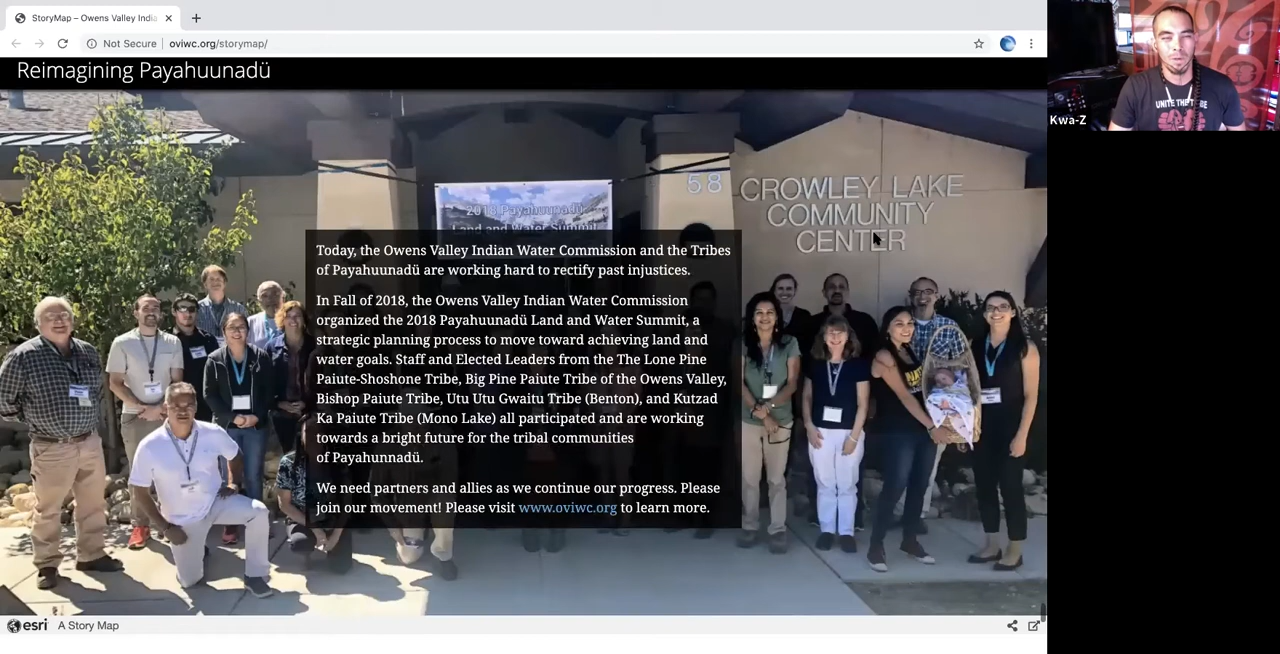 StoryMap – Owens Valley India
Not Secure
oviwc.org/storymap/
Reimagining Payahuunadü
Kwa-Z
UNITE THE TRIBE
2018 Payahuunadü
Land and Water Summit
58 CROWLEY LAKE
COMMUNITY
CENTER
Today, the Owens Valley Indian Water Commission and the Tribes
of Payahuunadü are working hard to rectify past injustices.
In Fall of 2018, the Owens Valley Indian Water Commission
organized the 2018 Payahuunadü Land and Water Summit, a
strategic planning process to move toward achieving land and
water goals. Staff and Elected Leaders from the The Lone Pine
Paiute-Shoshone Tribe, Big Pine Paiute Tribe of the Owens Valley,
Bishop Paiute Tribe, Utu Utu Gwaitu Tribe (Benton), and Kutzad
Ka Paiute Tribe (Mono Lake) all participated and are working
towards a bright future for the tribal communities
of Payahunnadü.
We need partners and allies as we continue our progress. Please
join our movement! Please visit www.oviwc.org to learn more.
esri A Story Map